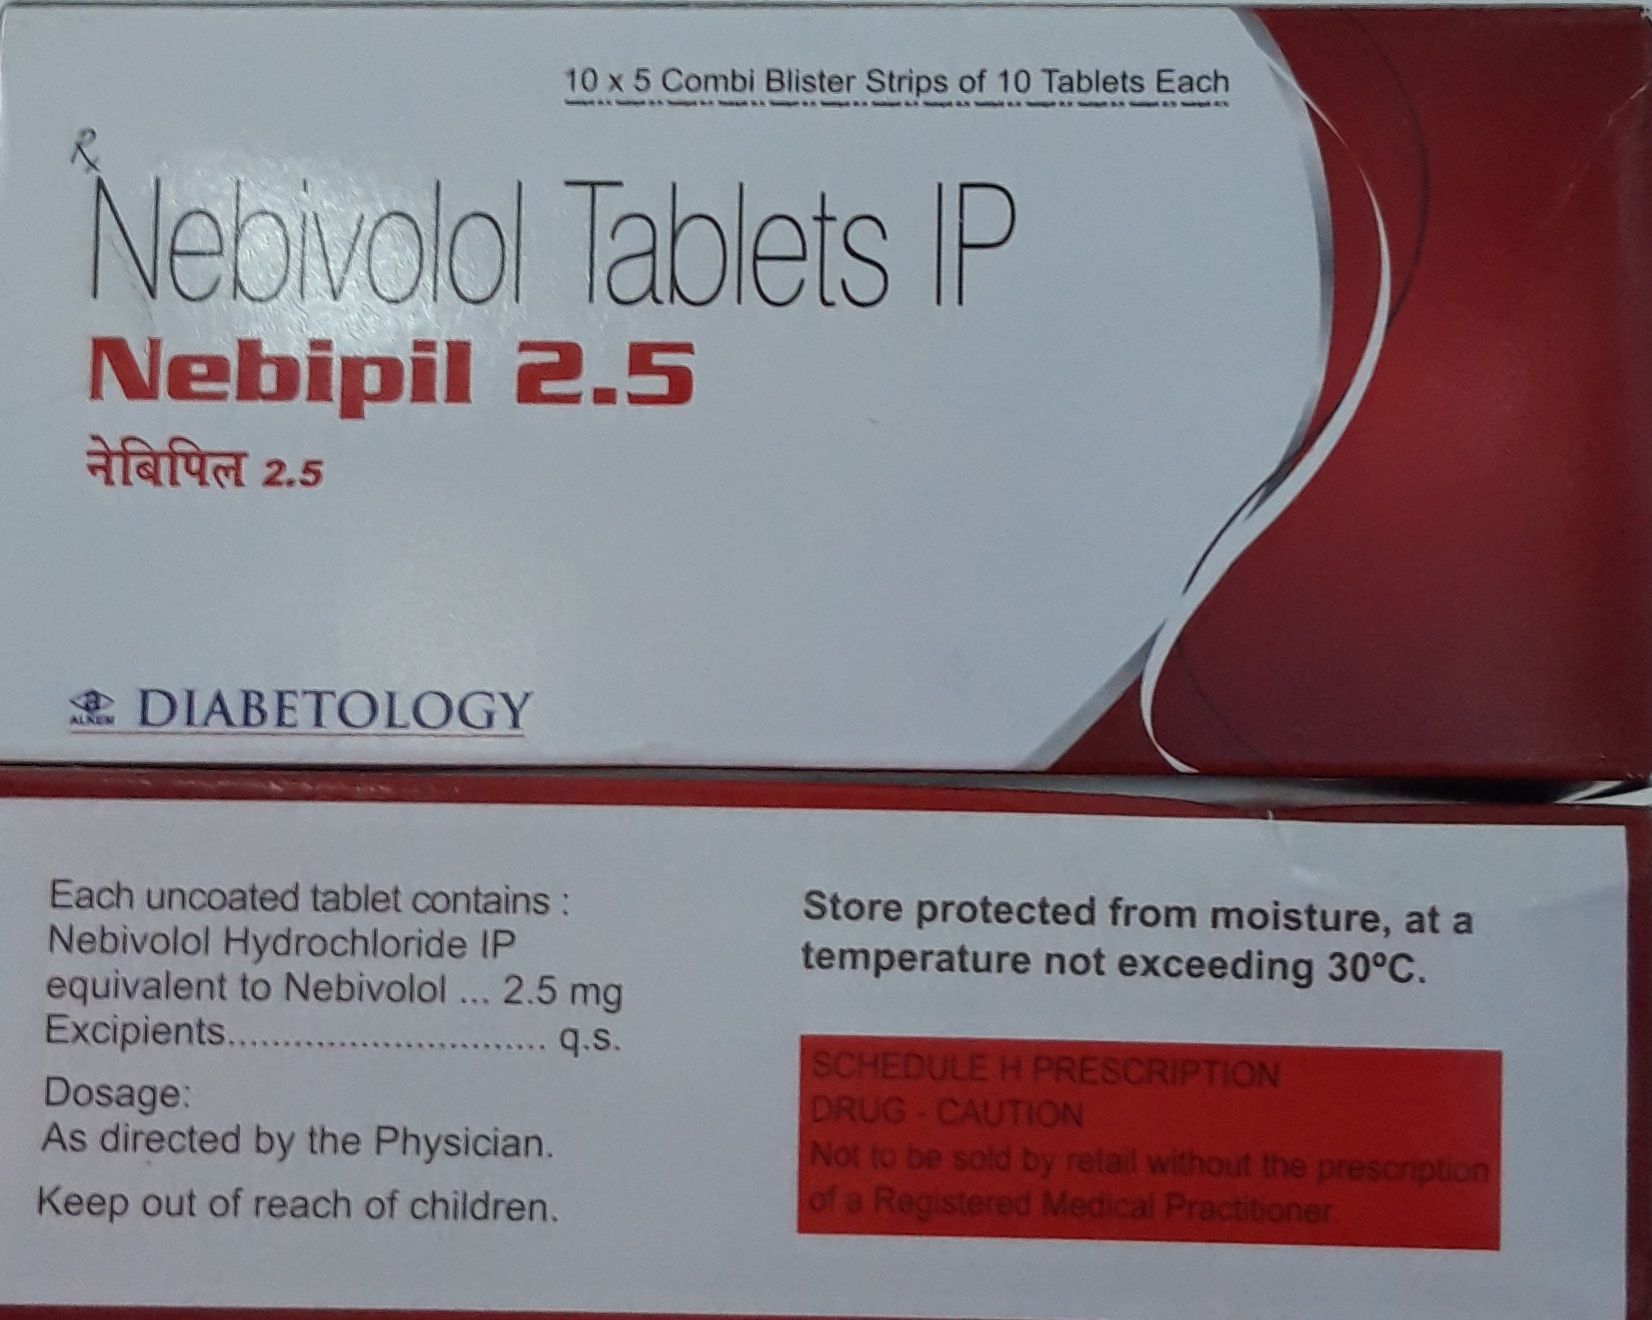 10 x 5 Combi Blister Strips of 10 Tablets Each
Rx
Nebivolol Tablets IP
Nebipil 2.5
नेबिपिल 2.5
a
ALKEM
DIABETOLOGY
Each uncoated tablet contains :
Nebivolol Hydrochloride IP
equivalent to Nebivolol ... 2.5 mg
Excipients.............................. q.s.
Dosage:
As directed by the Physician.
Keep out of reach of children.
Store protected from moisture, at a
temperature not exceeding 30ºC.
SCHEDULE H PRESCRIPTION
DRUG - CAUTION
Not to be sold by retail without the prescription
of a Registered Medical Practitioner.